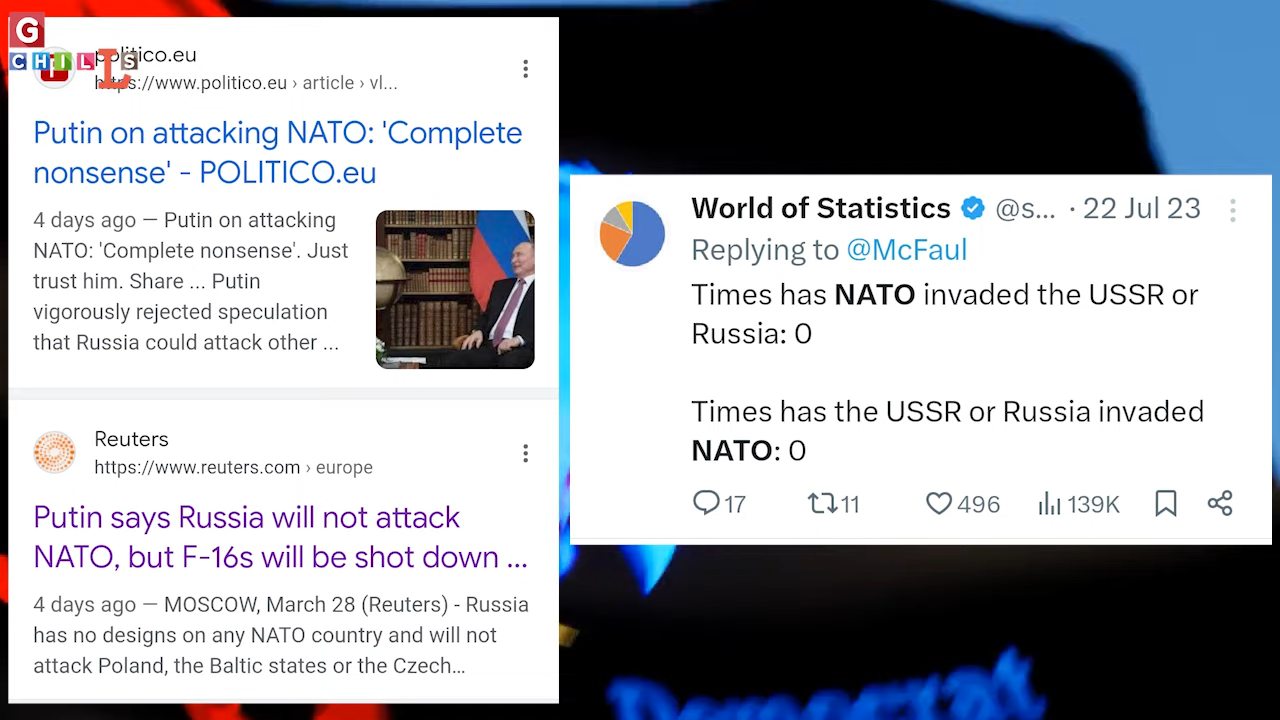 G
CHILLS
politico.eu
https://www.politico.eu › article › vl...
Putin on attacking NATO: 'Complete
nonsense' - POLITICO.eu
4 days ago — Putin on attacking
NATO: 'Complete nonsense'. Just
trust him. Share ... Putin
vigorously rejected speculation
that Russia could attack other ...
Reuters
https://www.reuters.com › europe
Putin says Russia will not attack
NATO, but F-16s will be shot down ...
4 days ago — MOSCOW, March 28 (Reuters) - Russia
has no designs on any NATO country and will not
attack Poland, the Baltic states or the Czech...
World of Statistics @s... · 22 Jul 23
Replying to @McFaul
Times has NATO invaded the USSR or
Russia: 0
Times has the USSR or Russia invaded
NATO: 0
17 11 496 139K